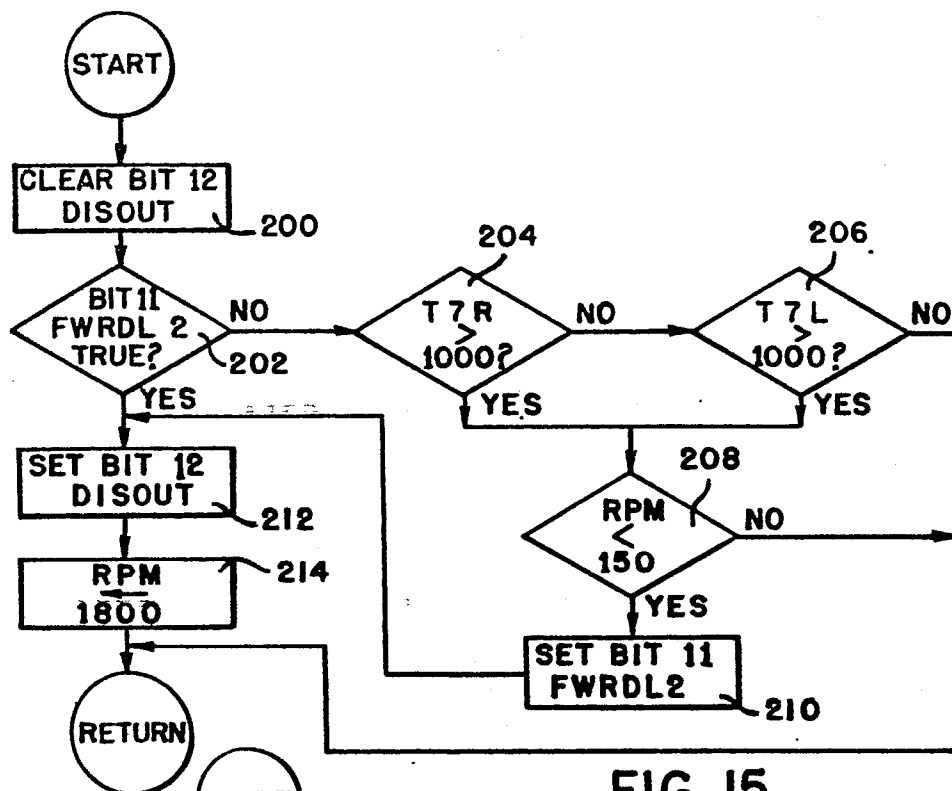 START
CLEAR BIT 12
DISOUT
200
BIT 11
FWRDL 2
TRUE?
202
NO
YES
204
T7R
>
1000?
NO
YES
206
T7L
>
1000?
NO
YES
208
RPM
<
150
NO
YES
SET BIT 11
FWRDL2
210
SET BIT 12
DISOUT
212
RPM
←
1800
214
RETURN
FIG. 15